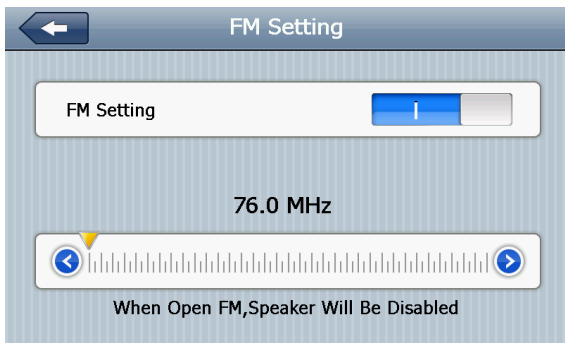 FM Setting
FM Setting
76.0 MHz
When Open FM,Speaker Will Be Disabled